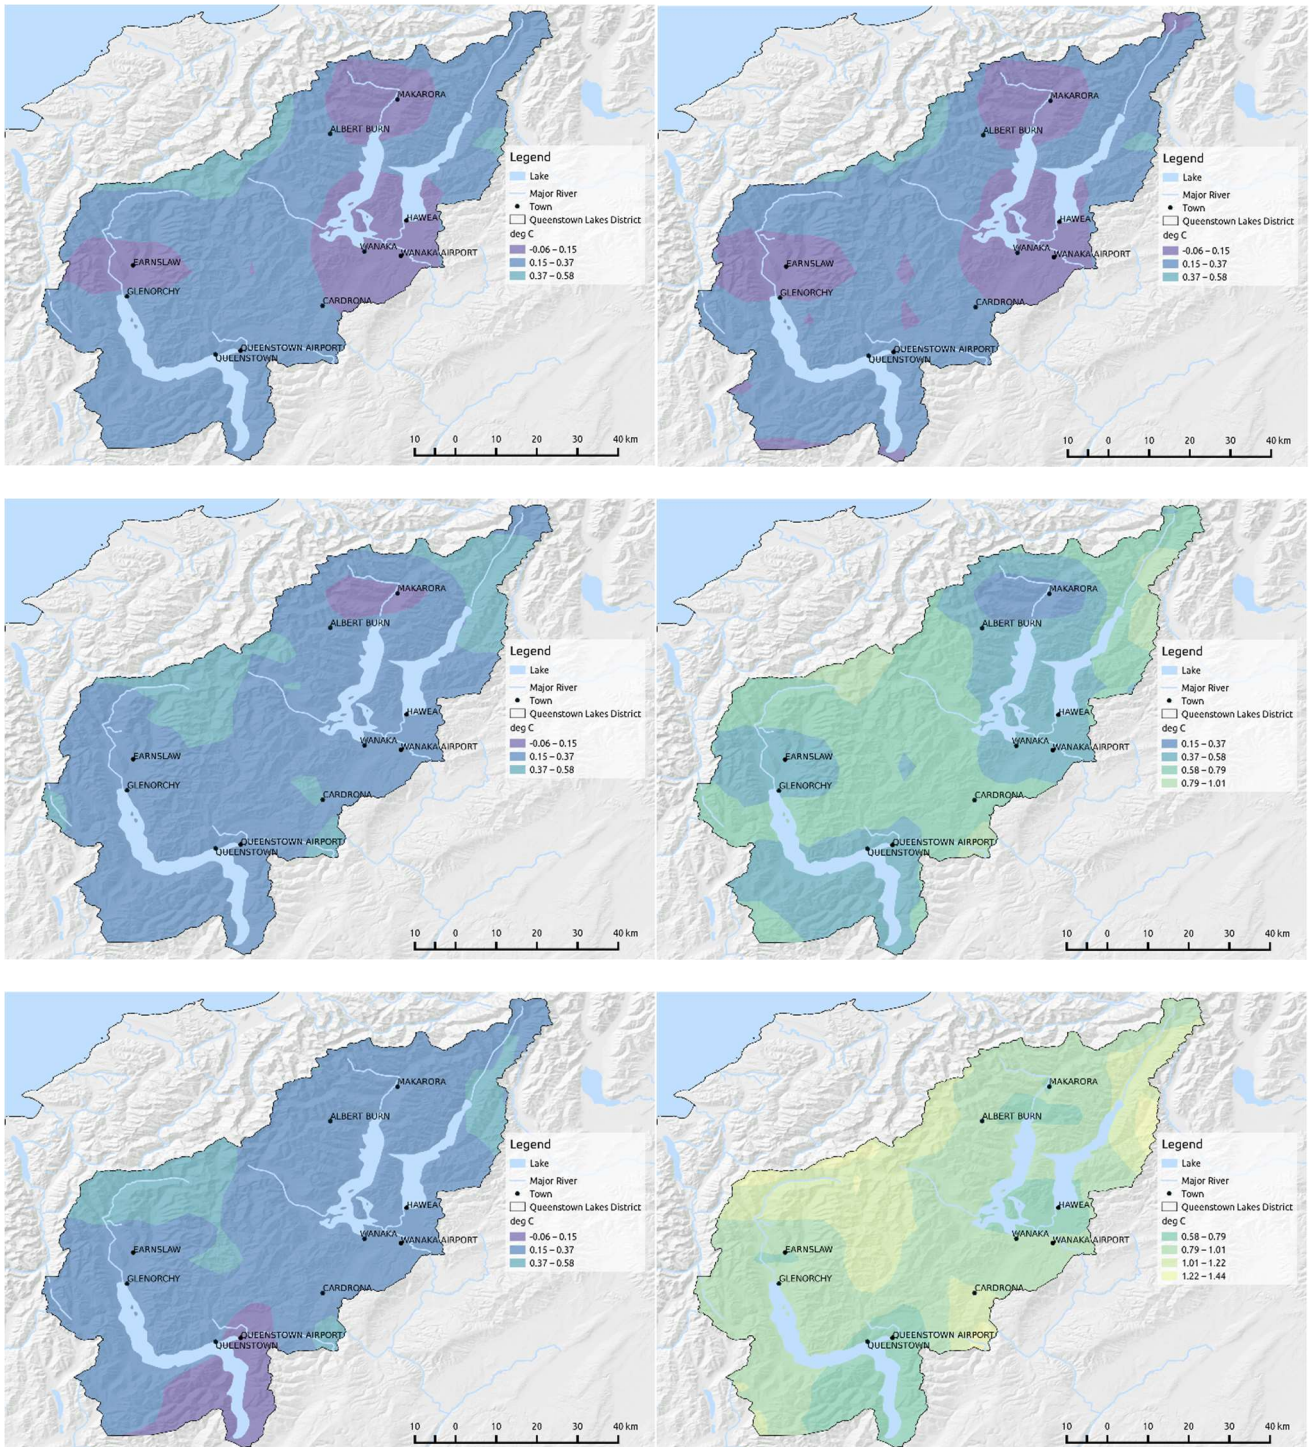 MAKARORA
ALBERT BURN
HAWEA
WANAKA
WANAKA AIRPORT
EARNSLAW
GLENORCHY
CARDRONA
QUEENSTOWN AIRPORT
QUEENSTOWN
Legend
Lake
Major River
Town
Queenstown Lakes District
deg C
-0.06 – 0.15
0.15 – 0.37
0.37 – 0.58
10 0 10 20 30 40 km
MAKARORA
ALBERT BURN
HAWEA
WANAKA
WANAKA AIRPORT
EARNSLAW
GLENORCHY
CARDRONA
QUEENSTOWN AIRPORT
QUEENSTOWN
Legend
Lake
Major River
Town
Queenstown Lakes District
deg C
-0.06 – 0.15
0.15 – 0.37
0.37 – 0.58
10 0 10 20 30 40 km
MAKARORA
ALBERT BURN
HAWEA
WANAKA
WANAKA AIRPORT
EARNSLAW
GLENORCHY
CARDRONA
QUEENSTOWN AIRPORT
QUEENSTOWN
Legend
Lake
Major River
Town
Queenstown Lakes District
deg C
-0.06 – 0.15
0.15 – 0.37
0.37 – 0.58
10 0 10 20 30 40 km
MAKARORA
ALBERT BURN
HAWEA
WANAKA
WANAKA AIRPORT
EARNSLAW
GLENORCHY
CARDRONA
QUEENSTOWN AIRPORT
QUEENSTOWN
Legend
Lake
Major River
Town
Queenstown Lakes District
deg C
0.15 – 0.37
0.37 – 0.58
0.58 – 0.79
0.79 – 1.01
10 0 10 20 30 40 km
MAKARORA
ALBERT BURN
HAWEA
WANAKA
WANAKA AIRPORT
EARNSLAW
GLENORCHY
CARDRONA
QUEENSTOWN AIRPORT
QUEENSTOWN
Legend
Lake
Major River
Town
Queenstown Lakes District
deg C
-0.06 – 0.15
0.15 – 0.37
0.37 – 0.58
10 0 10 20 30 40 km
MAKARORA
ALBERT BURN
HAWEA
WANAKA
WANAKA AIRPORT
EARNSLAW
GLENORCHY
CARDRONA
QUEENSTOWN AIRPORT
QUEENSTOWN
Legend
Lake
Major River
Town
Queenstown Lakes District
deg C
0.58 – 0.79
0.79 – 1.01
1.01 – 1.22
1.22 – 1.44
10 0 10 20 30 40 km